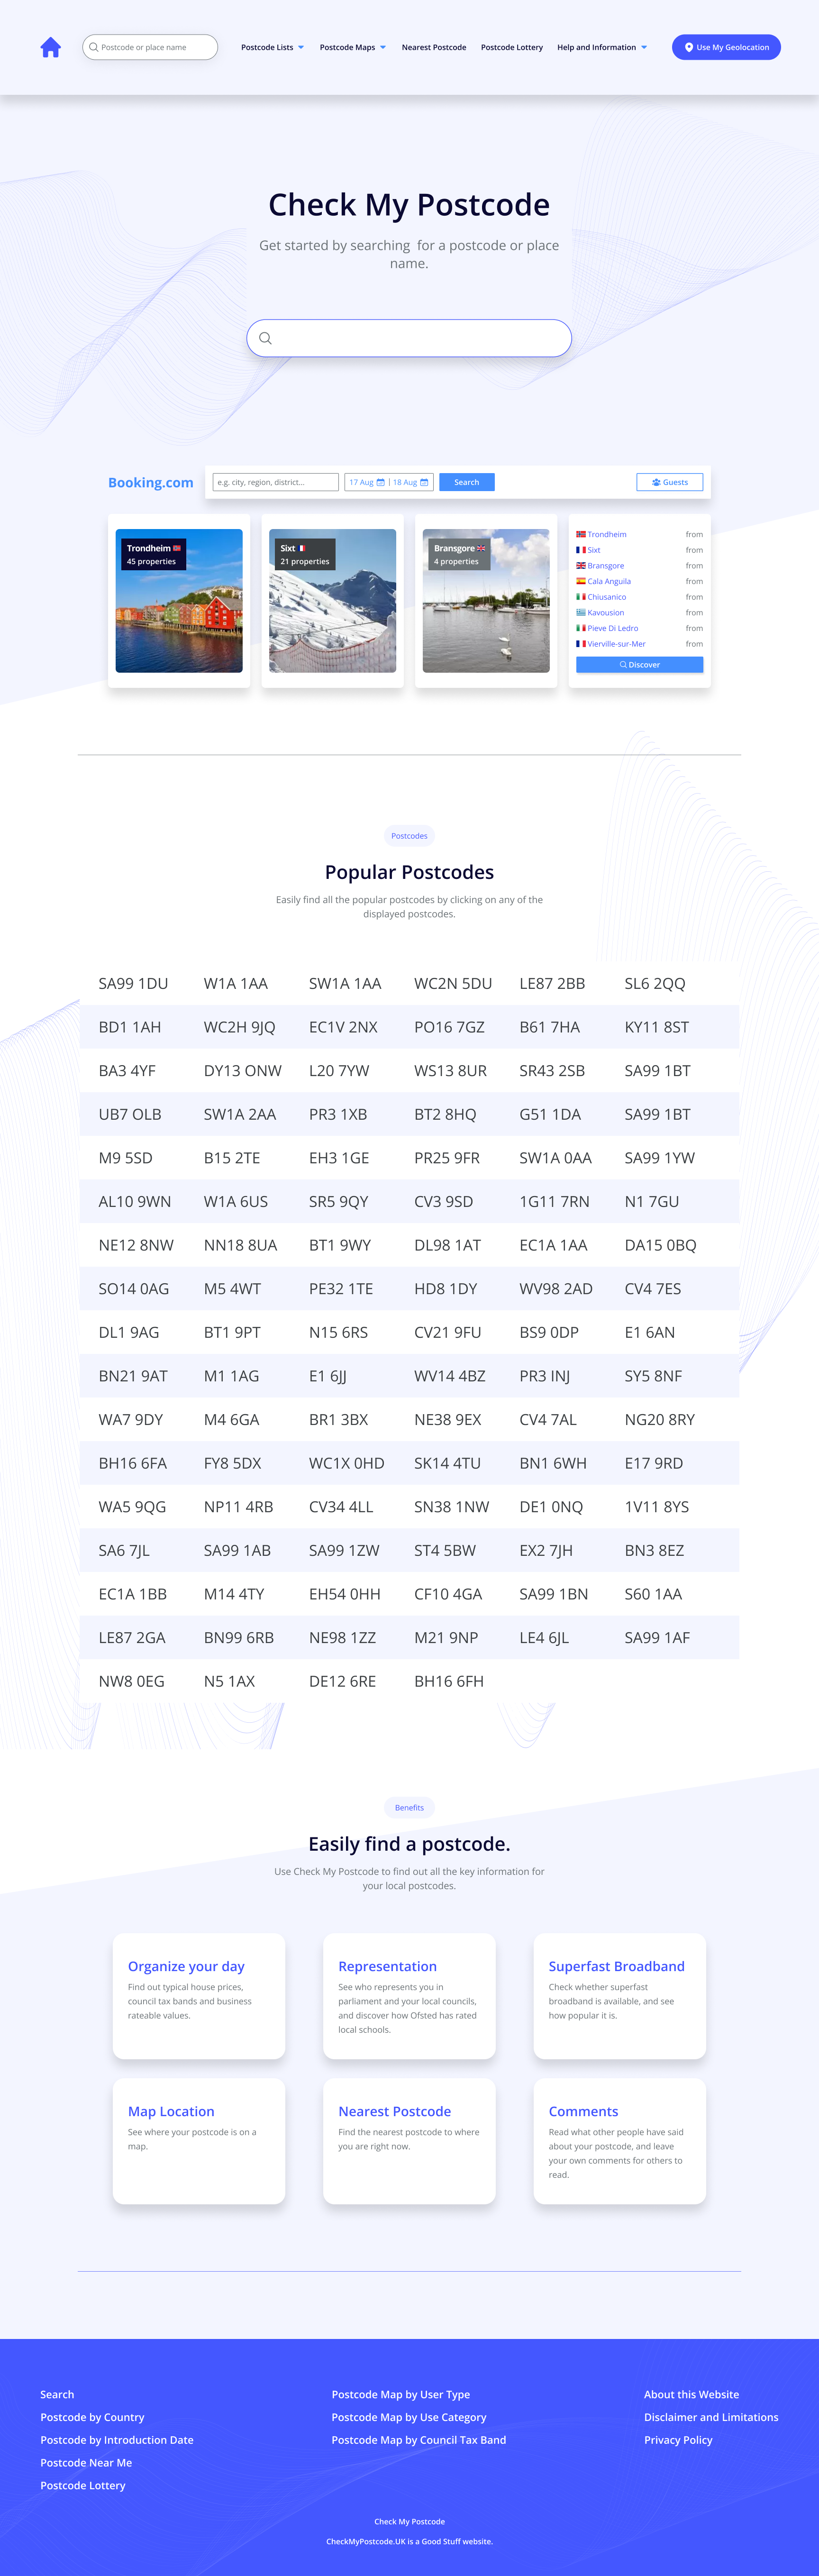 Postcode or place name
Postcode Lists
Postcode Maps
Nearest Postcode
Postcode Lottery
Help and Information
Use My Geolocation
Check My Postcode
Get started by searching for a postcode or place
name.
Booking.com
e.g. city, region, district...
17 Aug | 18 Aug
Search
Guests
Trondheim
45 properties
Sixt
21 properties
Bransgore
4 properties
Trondheim from
Sixt from
Bransgore from
Cala Anguila from
Chiusanico from
Kavousion from
Pieve Di Ledro from
Vierville-sur-Mer from
Discover
Postcodes
Popular Postcodes
Easily find all the popular postcodes by clicking on any of the
displayed postcodes.
SA99 1DU W1A 1AA SW1A 1AA WC2N 5DU LE87 2BB SL6 2QQ
BD1 1AH WC2H 9JQ EC1V 2NX PO16 7GZ B61 7HA KY11 8ST
BA3 4YF DY13 ONW L20 7YW WS13 8UR SR43 2SB SA99 1BT
UB7 OLB SW1A 2AA PR3 1XB BT2 8HQ G51 1DA SA99 1BT
M9 5SD B15 2TE EH3 1GE PR25 9FR SW1A 0AA SA99 1YW
AL10 9WN W1A 6US SR5 9QY CV3 9SD 1G11 7RN N1 7GU
NE12 8NW NN18 8UA BT1 9WY DL98 1AT EC1A 1AA DA15 0BQ
SO14 0AG M5 4WT PE32 1TE HD8 1DY WV98 2AD CV4 7ES
DL1 9AG BT1 9PT N15 6RS CV21 9FU BS9 0DP E1 6AN
BN21 9AT M1 1AG E1 6JJ WV14 4BZ PR3 INJ SY5 8NF
WA7 9DY M4 6GA BR1 3BX NE38 9EX CV4 7AL NG20 8RY
BH16 6FA FY8 5DX WC1X 0HD SK14 4TU BN1 6WH E17 9RD
WA5 9QG NP11 4RB CV34 4LL SN38 1NW DE1 0NQ 1V11 8YS
SA6 7JL SA99 1AB SA99 1ZW ST4 5BW EX2 7JH BN3 8EZ
EC1A 1BB M14 4TY EH54 0HH CF10 4GA SA99 1BN S60 1AA
LE87 2GA BN99 6RB NE98 1ZZ M21 9NP LE4 6JL SA99 1AF
NW8 0EG N5 1AX DE12 6RE BH16 6FH
Benefits
Easily find a postcode.
Use Check My Postcode to find out all the key information for
your local postcodes.
Organize your day
Find out typical house prices,
council tax bands and business
rateable values.
Representation
See who represents you in
parliament and your local councils,
and discover how Ofsted has rated
local schools.
Superfast Broadband
Check whether superfast
broadband is available, and see
how popular it is.
Map Location
See where your postcode is on a
map.
Nearest Postcode
Find the nearest postcode to where
you are right now.
Comments
Read what other people have said
about your postcode, and leave
your own comments for others to
read.
Search
Postcode by Country
Postcode by Introduction Date
Postcode Near Me
Postcode Lottery
Postcode Map by User Type
Postcode Map by Use Category
Postcode Map by Council Tax Band
About this Website
Disclaimer and Limitations
Privacy Policy
Check My Postcode
CheckMyPostcode.UK is a Good Stuff website.